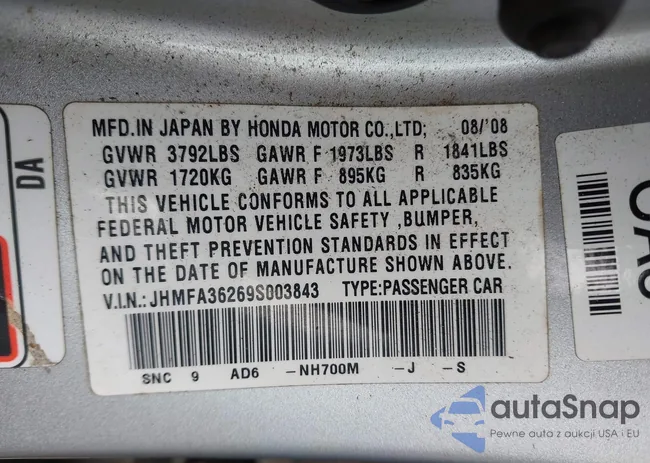 MFD.IN JAPAN BY HONDA MOTOR CO.,LTD; 08/'08
GVWR 3792LBS GAWR F 1973LBS R 1841LBS
GVWR 1720KG GAWR F 895KG R 835KG
THIS VEHICLE CONFORMS TO ALL APPLICABLE
FEDERAL MOTOR VEHICLE SAFETY ,BUMPER,
AND THEFT PREVENTION STANDARDS IN EFFECT
ON THE DATE OF MANUFACTURE SHOWN ABOVE.
V.I.N.: JHMFA36269S003843 TYPE:PASSENGER CAR
SNC 9 AD6 -NH700M -J -S
DA
autoSnap
Pewne auta z aukcji USA i EU